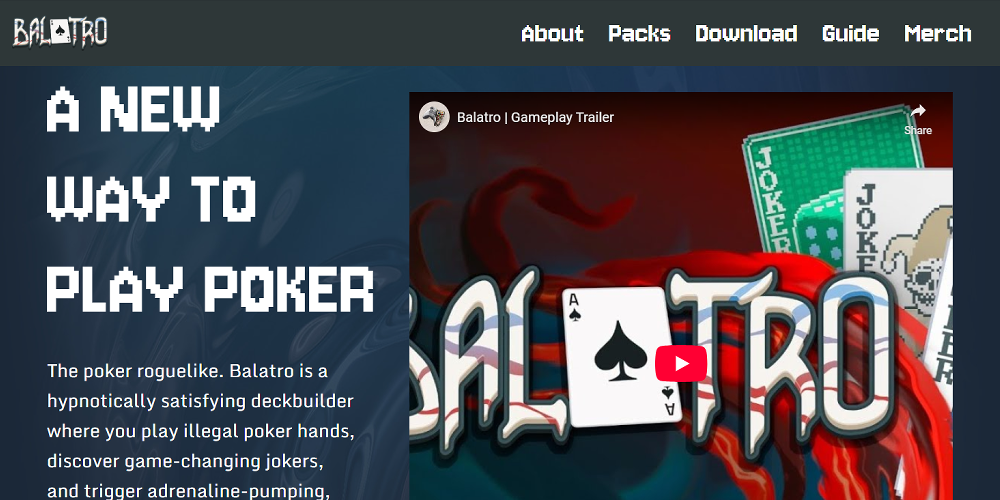 BALATRO
About Packs Download Guide Merch
A NEW
WAY TO
PLAY POKER
The poker roguelike. Balatro is a
hypnotically satisfying deckbuilder
where you play illegal poker hands,
discover game-changing jokers,
and trigger adrenaline-pumping,
Balatro | Gameplay Trailer
Share
JOKER
JOKER
BALATRO
A
A